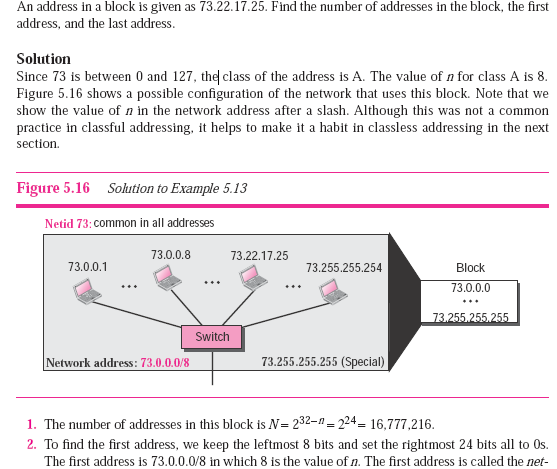 An address in a block is given as 73.22.17.25. Find the number of addresses in the block, the first
address, and the last address.
Solution
Since 73 is between 0 and 127, the class of the address is A. The value of n for class A is 8.
Figure 5.16 shows a possible configuration of the network that uses this block. Note that we
show the value of n in the network address after a slash. Although this was not a common
practice in classful addressing, it helps to make it a habit in classless addressing in the next
section.
Figure 5.16 Solution to Example 5.13
Netid 73: common in all addresses
73.0.0.1
73.0.0.8
73.22.17.25
73.255.255.254
Switch
Network address: 73.0.0.0/8
73.255.255.255 (Special)
Block
73.0.0.0
73.255.255.255
1. The number of addresses in this block is N = 2^32–n = 2^24 = 16,777,216.
2. To find the first address, we keep the leftmost 8 bits and set the rightmost 24 bits all to 0s.
The first address is 73.0.0.0/8 in which 8 is the value of n. The first address is called the net-